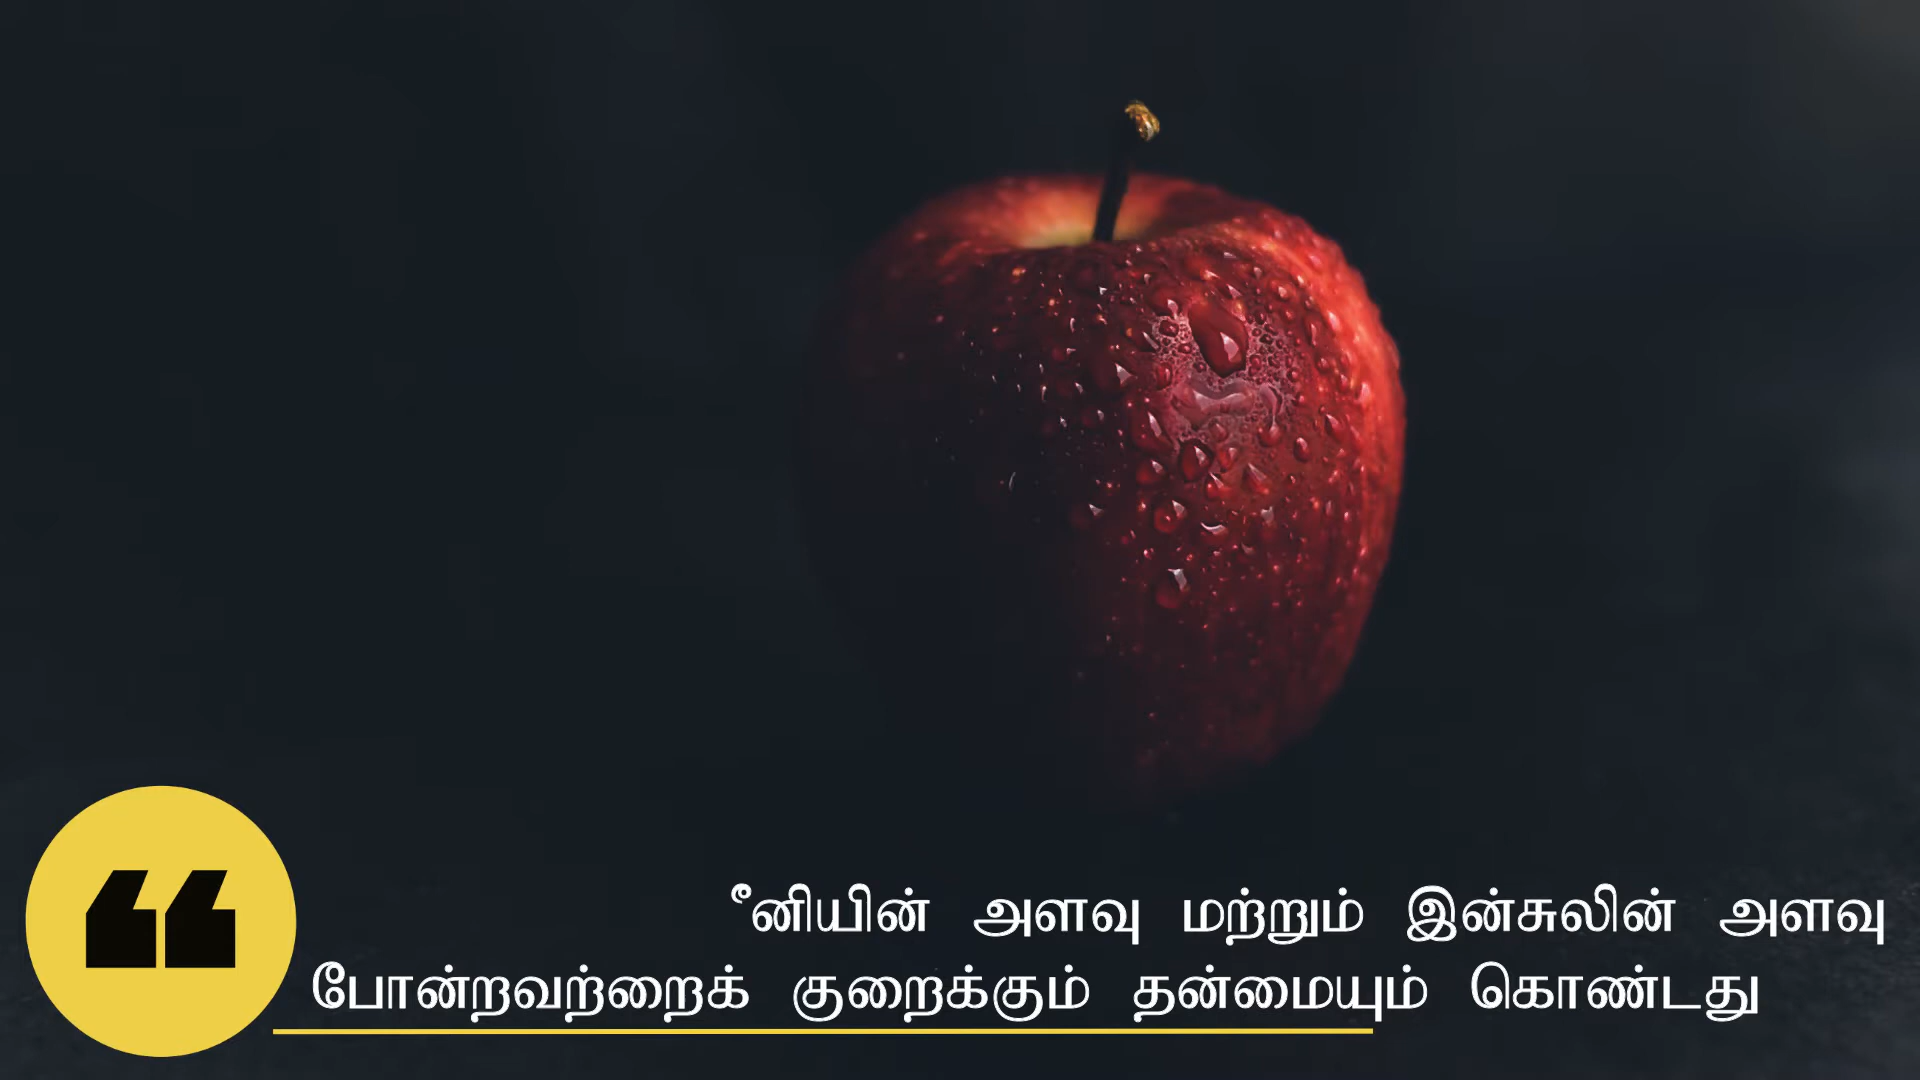 ீனியின் அளவு மற்றும் இன்சுலின் அளவு
போன்றவற்றைக் குறைக்கும் தன்மையும் கொண்டது